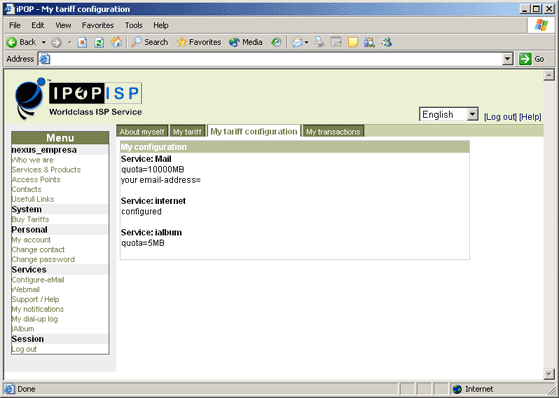 iPOP - My tariff configuration
File Edit View Favorites Tools Help
Back Search Favorites Media
Address Go
IPOPISP
Worldclass ISP Service
English [Log out] [Help]
About myself My tariff My tariff configuration My transactions
Menu
nexus_empresa
Who we are
Services & Products
Access Points
Contacts
Usefull Links
System
Buy Tariffs
Personal
My account
Change contact
Change password
Services
Configure-eMail
Webmail
Support / Help
My notifications
My dial-up log
iAlbum
Session
Log out
My configuration
Service: Mail
quota=10000MB
your email-address=
Service: internet
configured
Service: ialbum
quota=5MB
Done Internet